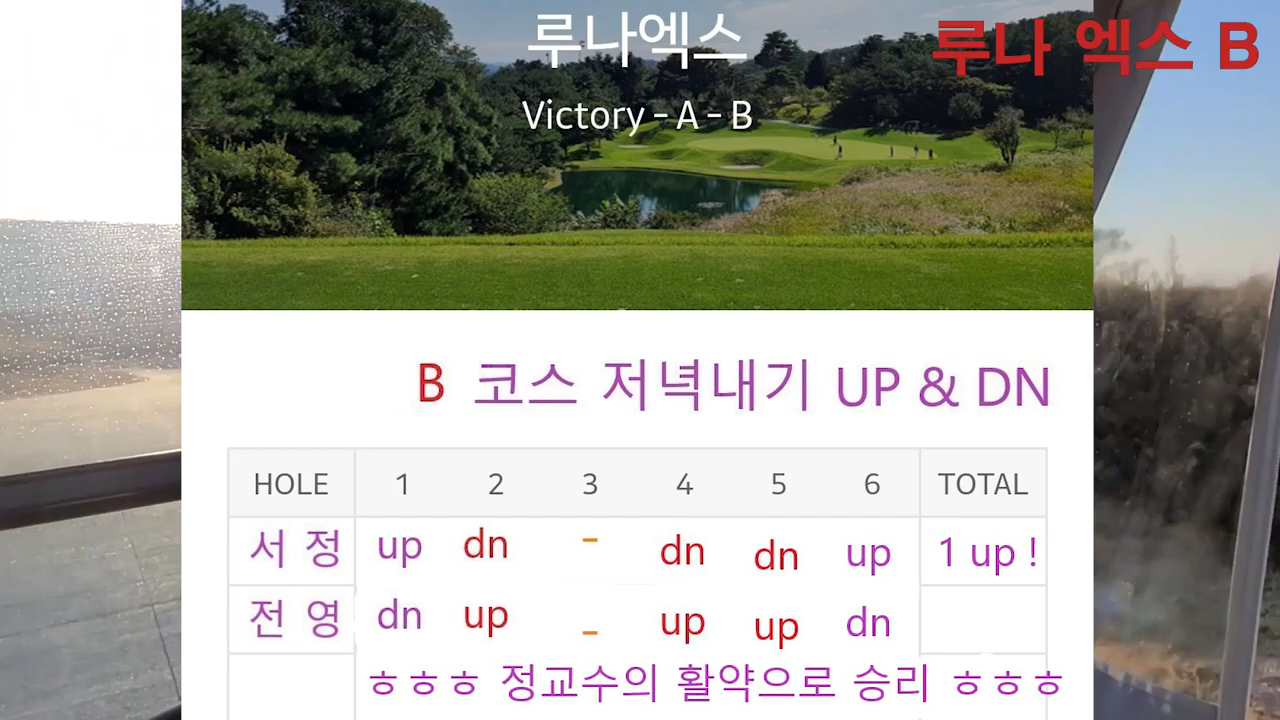 루나엑스
루나 엑스 B
Victory - A - B
B 코스 저녁내기 UP & DN
HOLE 1 2 3 4 5 6 TOTAL
서 정 up dn - dn dn up 1 up !
전 영 dn up - up up dn
ㅎㅎㅎ 정교수의 활약으로 승리 ㅎㅎㅎ